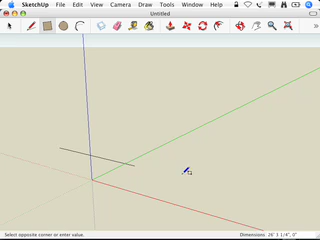 SketchUp File Edit View Camera Draw Tools Window Help
Untitled
Select opposite corner or enter value. Dimensions 26' 3 1/4", 0"